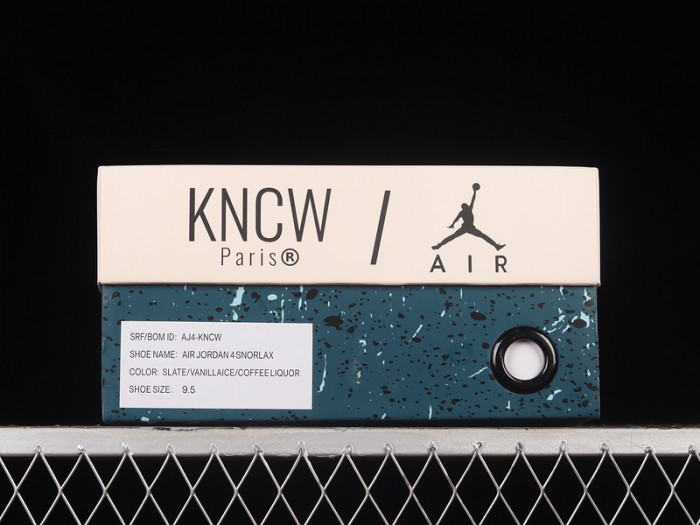 KNCW
Paris®
/
AIR
SRF/BOM ID: AJ4-KNCW
SHOE NAME: AIR JORDAN 4 SNORLAX
COLOR: SLATE/VANILLAICE/COFFEE LIQUOR
SHOE SIZE: 9.5